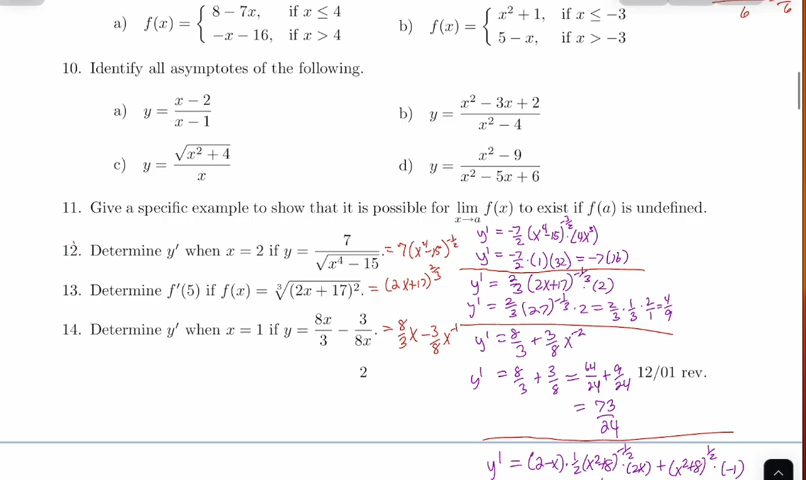 a) f(x) = { 8 − 7x, if x ≤ 4
−x − 16, if x > 4
b) f(x) = { x² + 1, if x ≤ −3
5 − x, if x > −3
6
6
10. Identify all asymptotes of the following.
a) y = (x − 2)/(x − 1)
b) y = (x² − 3x + 2)/(x² − 4)
c) y = √(x² + 4)/x
d) y = (x² − 9)/(x² − 5x + 6)
11. Give a specific example to show that it is possible for lim x→a f(x) to exist if f(a) is undefined.
12. Determine y′ when x = 2 if y = 7/√(x⁴ − 15). = 7(x⁴−15)^(-1/2)
y' = -7/2 (x⁴-15)^(-3/2) · (4x³)
y' = -7/2 · (1)(32) = -7(16)
13. Determine f′(5) if f(x) = ∛((2x + 17)²). = (2x+17)^(2/3)
y' = 2/3 (2x+17)^(-1/3) · (2)
y' = 2/3 (27)^(-1/3) · 2 = 2/3 · 1/3 · 2/1 = 4/9
14. Determine y′ when x = 1 if y = 8x/3 − 3/(8x). = 8/3 x − 3/8 x⁻¹
y' = 8/3 + 3/8 x⁻²
y' = 8/3 + 3/8 = 64/24 + 9/24
= 73/24
2
12/01 rev.
y' = (2-x) · 1/2 (x²+8)^(-1/2) · (2x) + (x²+8)^(1/2) · (-1)